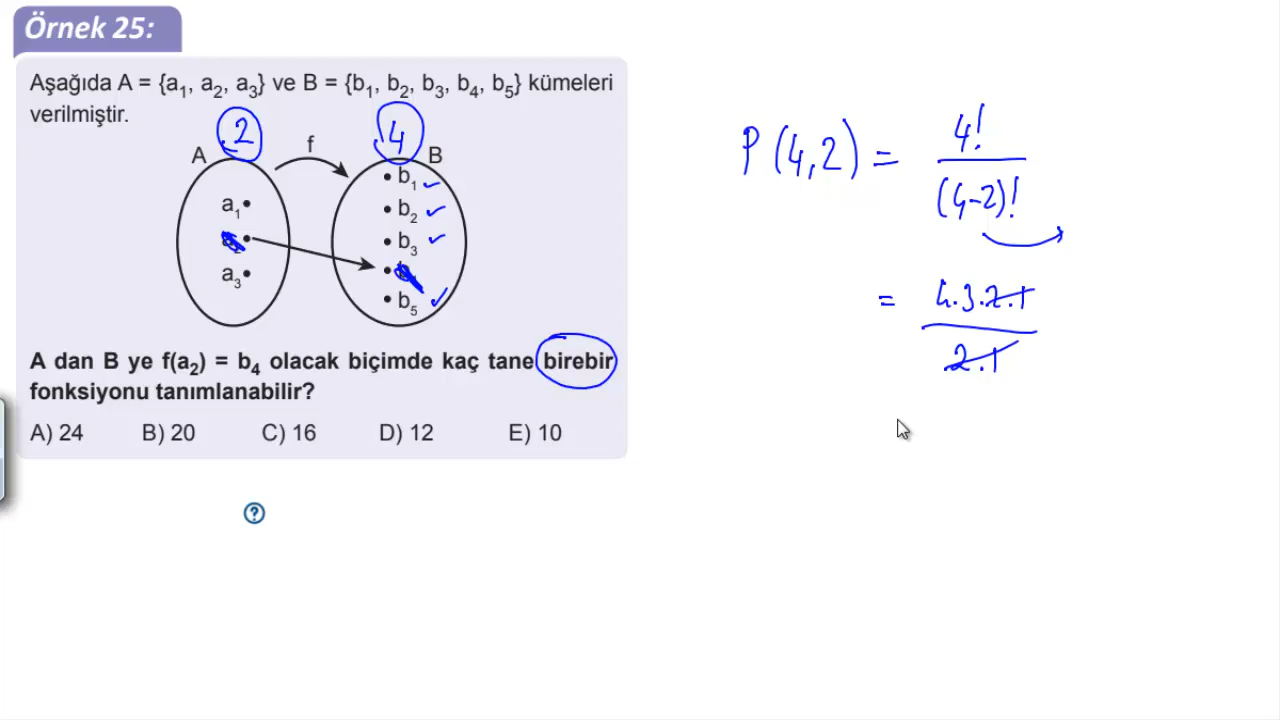 Örnek 25:
Aşağıda A = {a₁, a₂, a₃} ve B = {b₁, b₂, b₃, b₄, b₅} kümeleri
verilmiştir.
2 4
A f B
a₁ b₁
b₂
b₃
a₃
b₅
A dan B ye f(a₂) = b₄ olacak biçimde kaç tane birebir
fonksiyonu tanımlanabilir?
A) 24 B) 20 C) 16 D) 12 E) 10
P(4,2) = 4! / (4-2)!
= 4.3.2.1 / 2.1
?